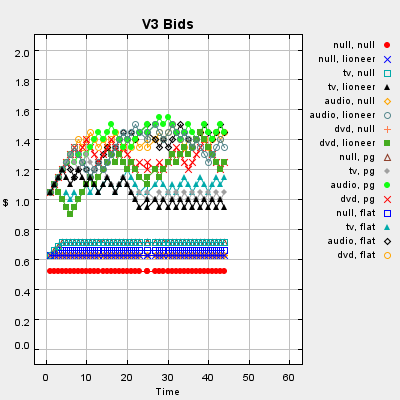 V3 Bids
2.0
1.8
1.6
1.4
1.2
1.0
0.8
0.6
0.4
0.2
0.0
$
0 10 20 30 40 50 60
Time
null, null
null, lioneer
tv, null
tv, lioneer
audio, null
audio, lioneer
dvd, null
dvd, lioneer
null, pg
tv, pg
audio, pg
dvd, pg
null, flat
tv, flat
audio, flat
dvd, flat